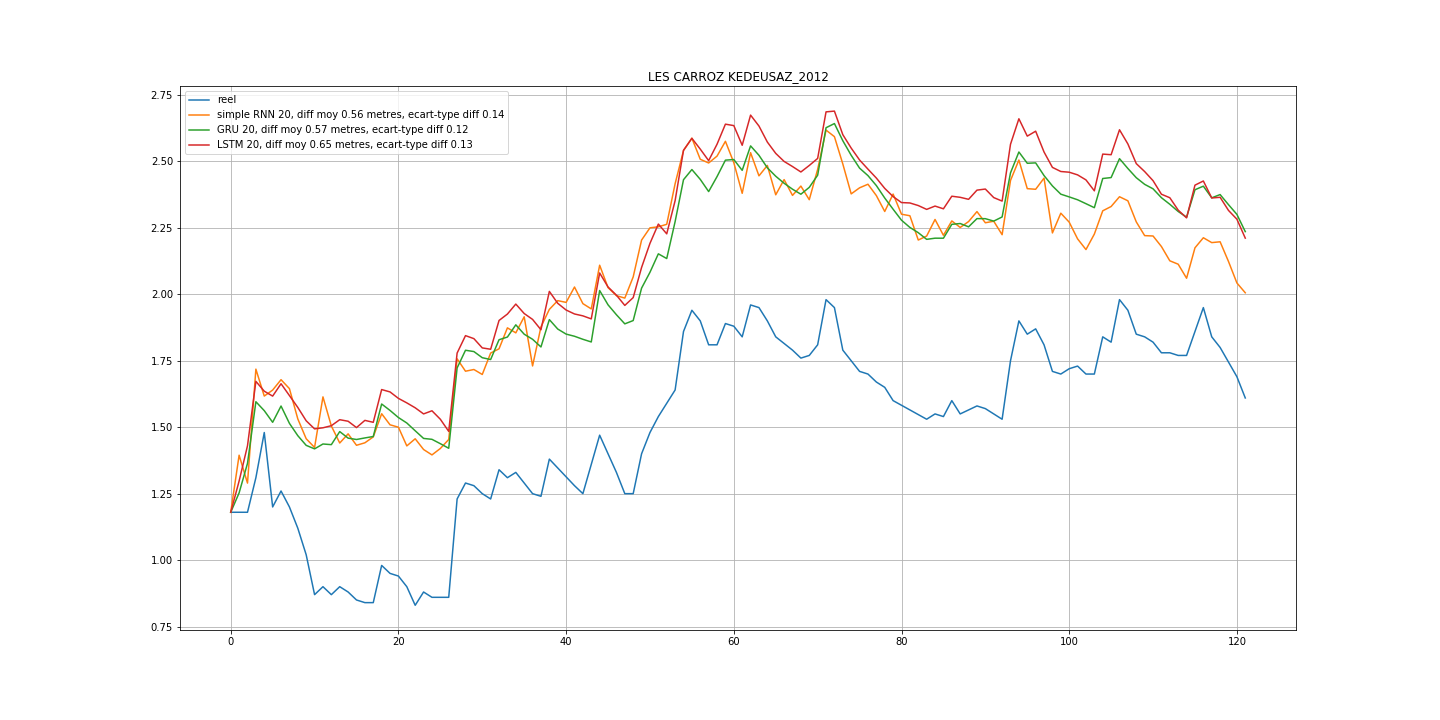 LES CARROZ KEDEUSAZ_2012
reel
simple RNN 20, diff moy 0.56 metres, ecart-type diff 0.14
GRU 20, diff moy 0.57 metres, ecart-type diff 0.12
LSTM 20, diff moy 0.65 metres, ecart-type diff 0.13
2.75
2.50
2.25
2.00
1.75
1.50
1.25
1.00
0.75
0 20 40 60 80 100 120